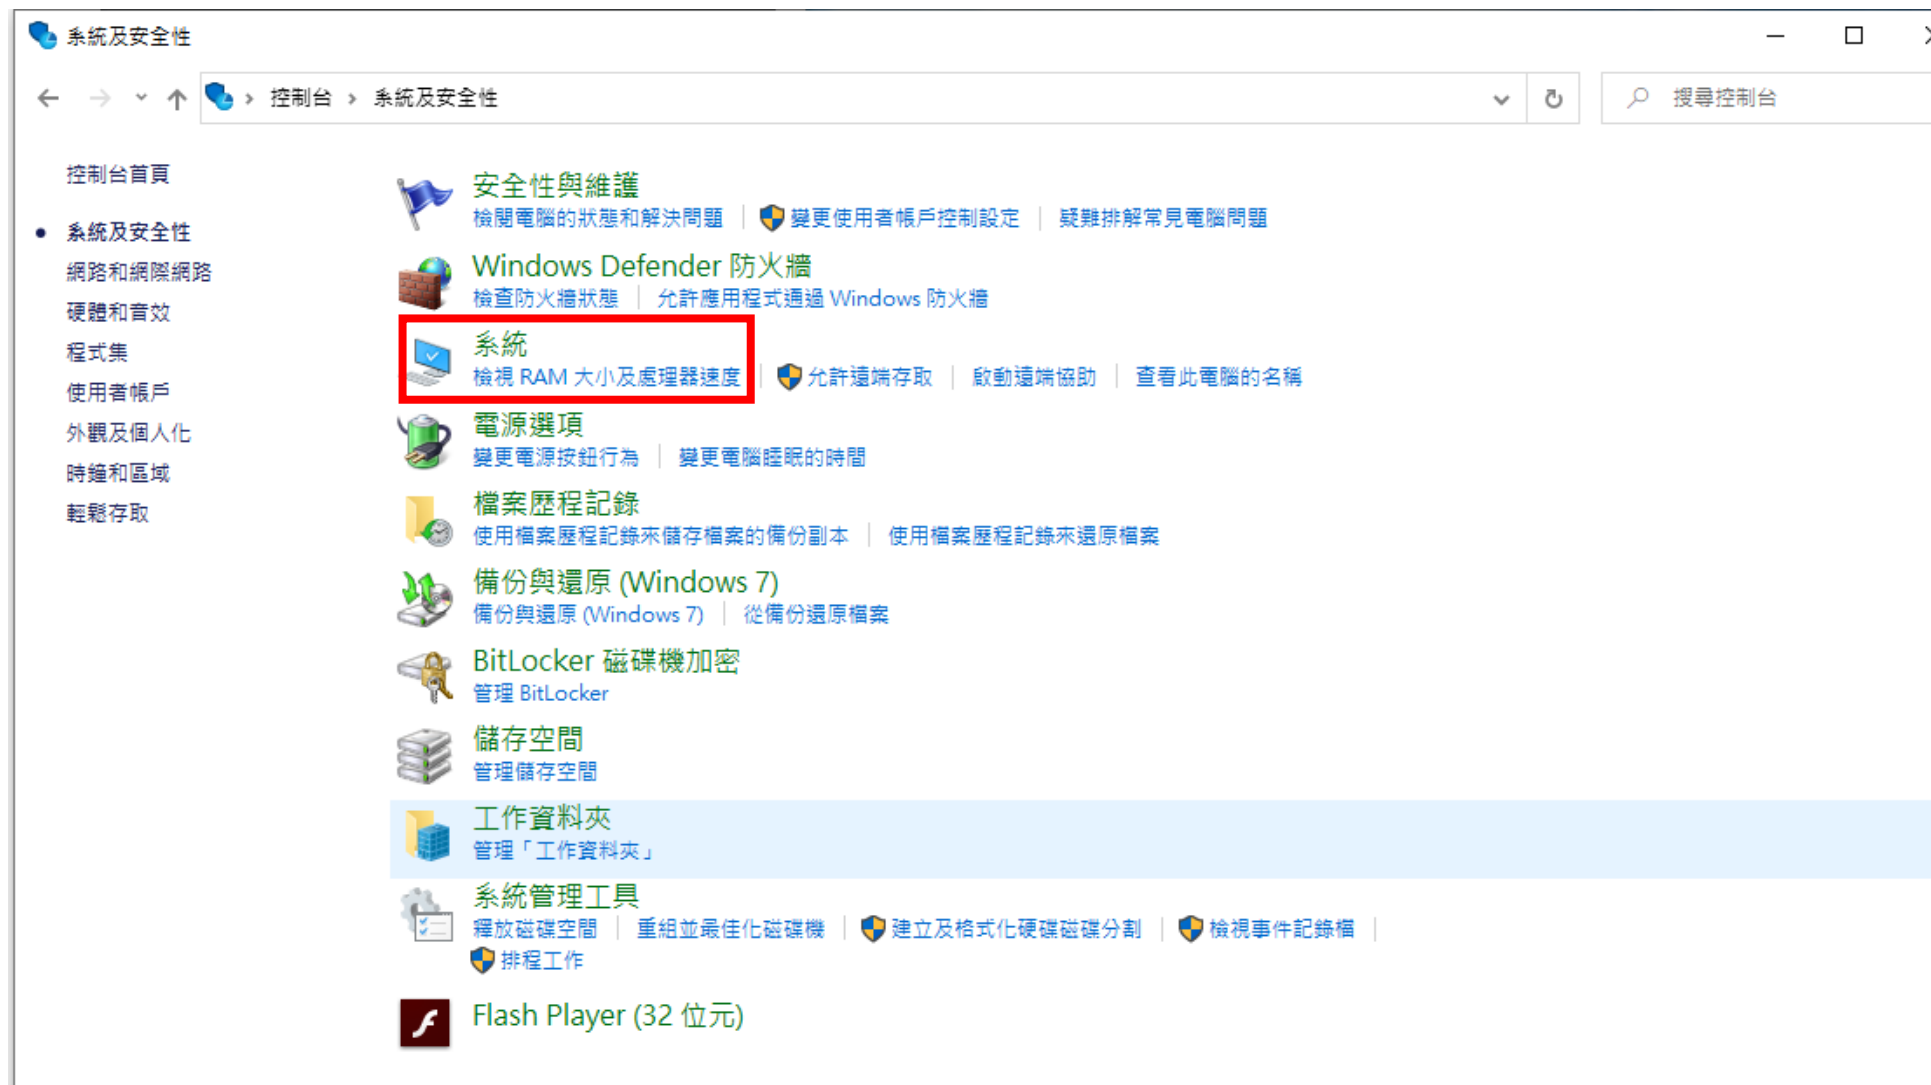 系統及安全性
控制台 › 系統及安全性
搜尋控制台
控制台首頁
系統及安全性
網路和網際網路
硬體和音效
程式集
使用者帳戶
外觀及個人化
時鐘和區域
輕鬆存取
安全性與維護
檢閱電腦的狀態和解決問題 變更使用者帳戶控制設定 疑難排解常見電腦問題
Windows Defender 防火牆
檢查防火牆狀態 允許應用程式通過 Windows 防火牆
系統
檢視 RAM 大小及處理器速度 允許遠端存取 啟動遠端協助 查看此電腦的名稱
電源選項
變更電源按鈕行為 變更電腦睡眠的時間
檔案歷程記錄
使用檔案歷程記錄來儲存檔案的備份副本 使用檔案歷程記錄來還原檔案
備份與還原 (Windows 7)
備份與還原 (Windows 7) 從備份還原檔案
BitLocker 磁碟機加密
管理 BitLocker
儲存空間
管理儲存空間
工作資料夾
管理「工作資料夾」
系統管理工具
釋放磁碟空間 重組並最佳化磁碟機 建立及格式化硬碟磁碟分割 檢視事件記錄檔
排程工作
Flash Player (32 位元)